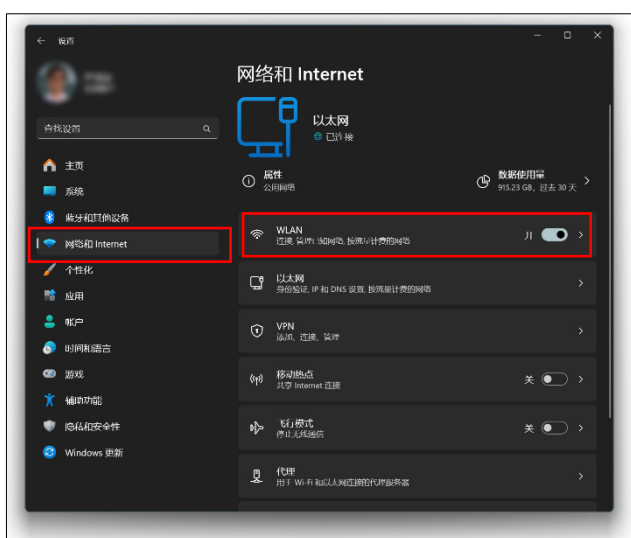 设置
网络和 Internet
以太网
已连接
查找设置
属性
公用网络
数据使用量
915.23 GB，过去 30 天
主页
系统
蓝牙和其他设备
网络和 Internet
个性化
应用
帐户
时间和语言
游戏
辅助功能
隐私和安全性
Windows 更新
WLAN
连接、管理已知网络、按流量计费的网络
开
以太网
身份验证、IP 和 DNS 设置、按流量计费的网络
VPN
添加、连接、管理
移动热点
共享 Internet 连接
关
飞行模式
停止无线通信
关
代理
用于 Wi-Fi 和以太网连接的代理服务器